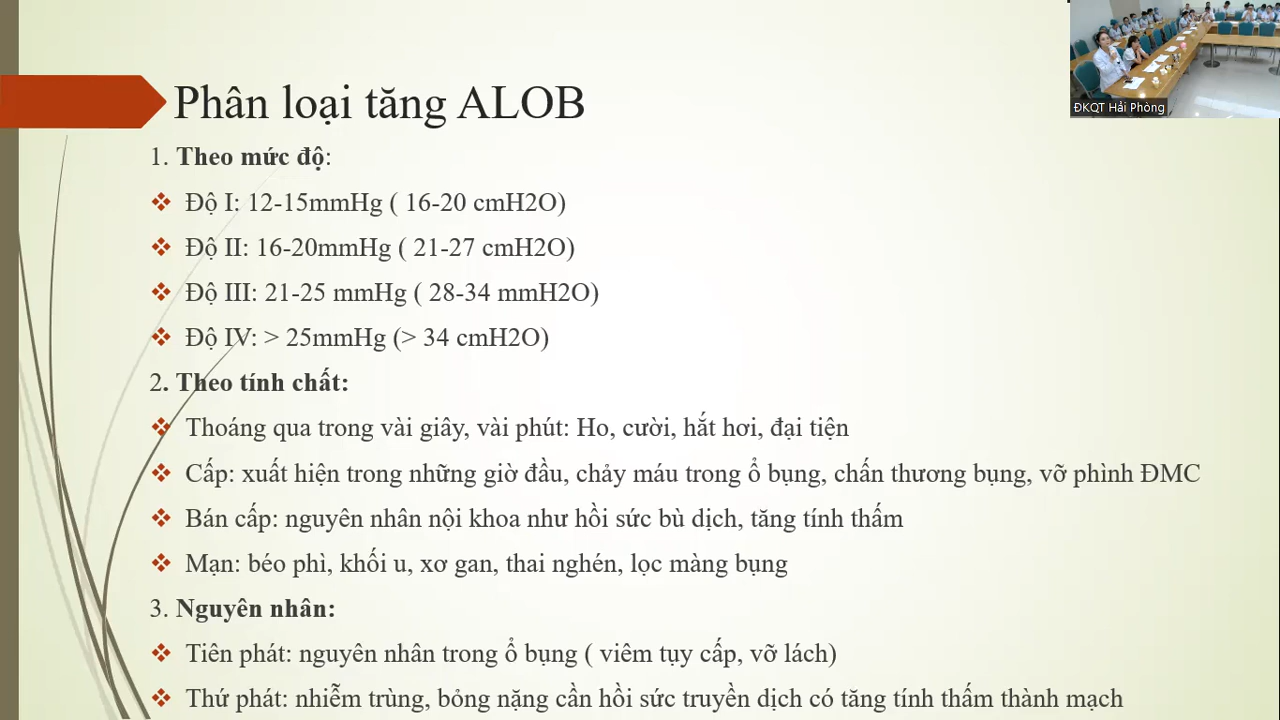 Phân loại tăng ALOB
ĐKQT Hải Phòng
1. Theo mức độ:
Độ I: 12-15mmHg ( 16-20 cmH2O)
Độ II: 16-20mmHg ( 21-27 cmH2O)
Độ III: 21-25 mmHg ( 28-34 mmH2O)
Độ IV: > 25mmHg (> 34 cmH2O)
2. Theo tính chất:
Thoáng qua trong vài giây, vài phút: Ho, cười, hắt hơi, đại tiện
Cấp: xuất hiện trong những giờ đầu, chảy máu trong ổ bụng, chấn thương bụng, vỡ phình ĐMC
Bán cấp: nguyên nhân nội khoa như hồi sức bù dịch, tăng tính thấm
Mạn: béo phì, khối u, xơ gan, thai nghén, lọc màng bụng
3. Nguyên nhân:
Tiên phát: nguyên nhân trong ổ bụng ( viêm tụy cấp, vỡ lách)
Thứ phát: nhiễm trùng, bỏng nặng cần hồi sức truyền dịch có tăng tính thấm thành mạch